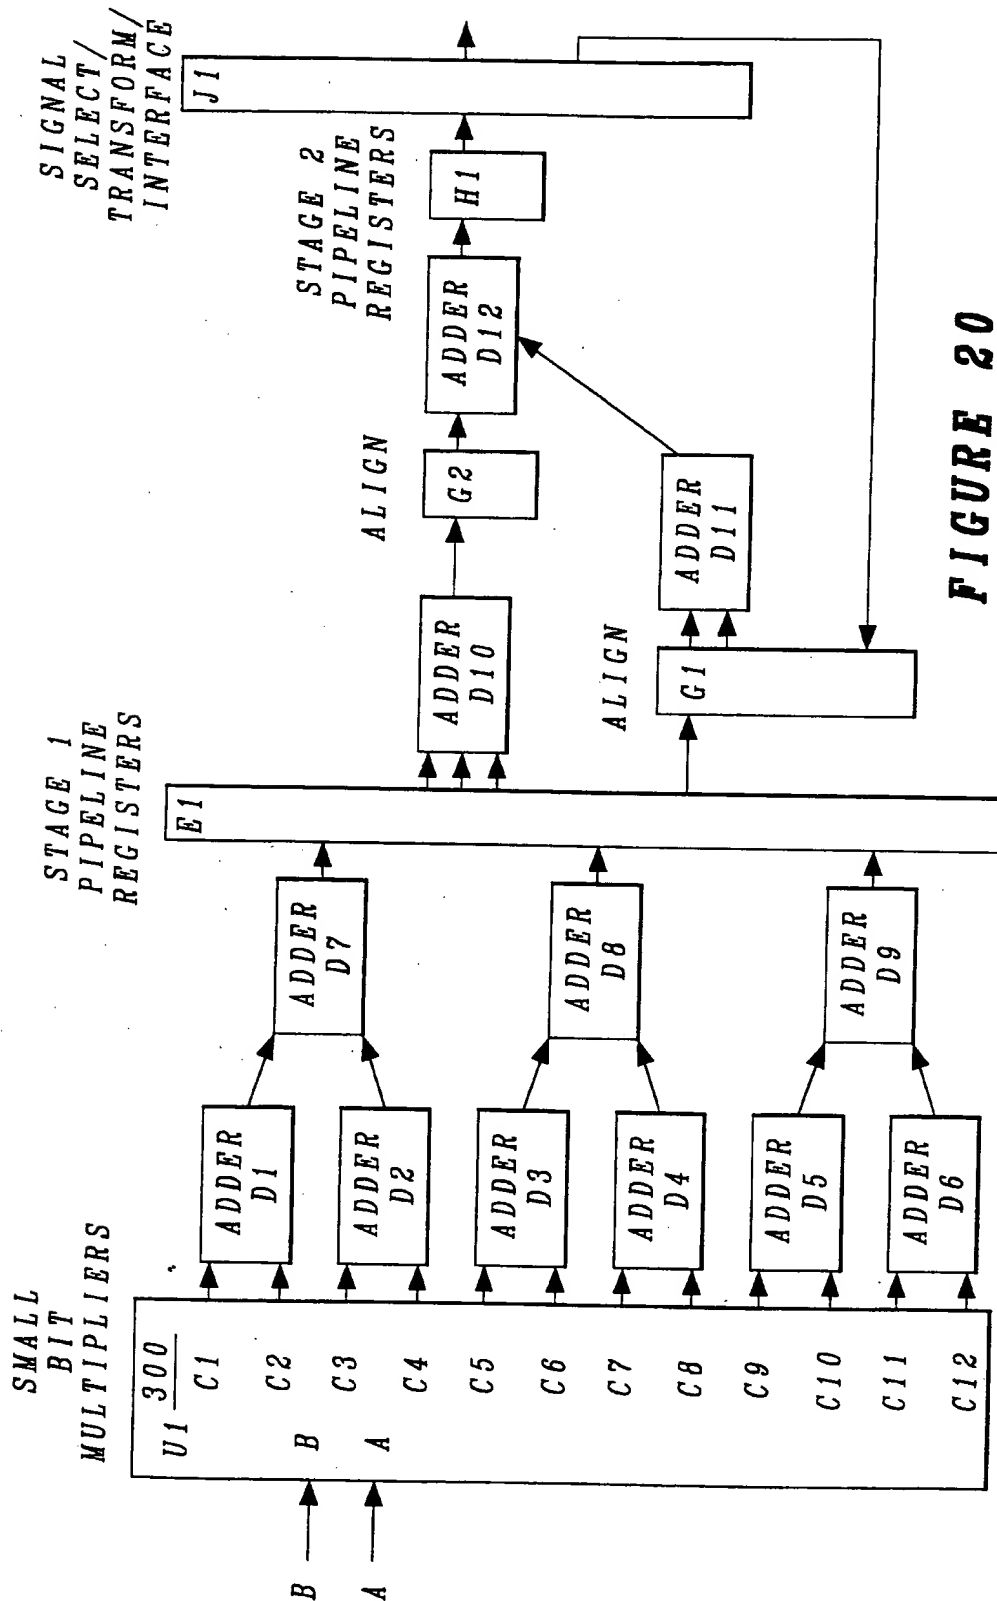 SMALL
BIT
MULTIPLIERS
STAGE 1
PIPELINE
REGISTERS
SIGNAL
SELECT/
TRANSFORM/
INTERFACE
STAGE 2
PIPELINE
REGISTERS
U1 300
B
A
B
A
C1
C2
C3
C4
C5
C6
C7
C8
C9
C10
C11
C12
ADDER
D1
ADDER
D2
ADDER
D3
ADDER
D4
ADDER
D5
ADDER
D6
ADDER
D7
ADDER
D8
ADDER
D9
E1
ADDER
D10
ALIGN
G2
ALIGN
G1
ADDER
D11
ADDER
D12
H1
J1
FIGURE 20